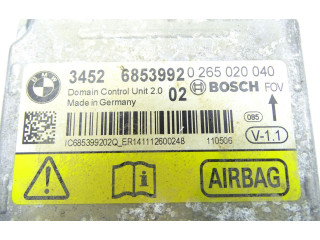 BMW
3452 6853992 0 265 020 040
Domain Control Unit 2.0 02 BOSCH FOV
Made in Germany
095
V-1.1
IC685399202Q_ER141112600248 110506
AIRBAG